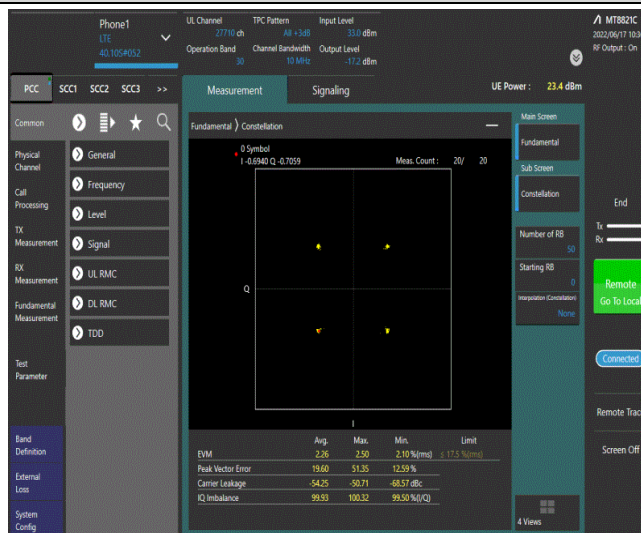 Phone1
LTE
40.10S#052
UL Channel
27710 ch
TPC Pattern
All +3dB
Input Level
33.0 dBm
Operation Band
30
Channel Bandwidth
10 MHz
Output Level
-17.2 dBm
MT8821C
2022/06/17 10:3
RF Output : On
PCC
SCC1
SCC2
SCC3
>>
Measurement
Signaling
UE Power : 23.4 dBm
Common
Physical
Channel
Call
Processing
TX
Measurement
RX
Measurement
Fundamental
Measurement
Test
Parameter
Band
Definition
External
Loss
System
Config
General
Frequency
Level
Signal
UL RMC
DL RMC
TDD
Fundamental
Constellation
0 Symbol
I -0.6940 Q -0.7059
Meas. Count : 20/ 20
Q
I
Avg. Max. Min. Limit
EVM 2.26 2.50 2.10 %(rms) ≤ 17.5 %(rms)
Peak Vector Error 19.60 51.35 12.59 %
Carrier Leakage -54.25 -50.71 -68.57 dBc
IQ Imbalance 99.93 100.32 99.50 %(I/Q)
Main Screen
Fundamental
Sub Screen
Constellation
Number of RB
50
Starting RB
0
Interpolation (Constellation)
None
4 Views
End
Tx
Rx
Remote
Go To Local
Connected
Remote Trac
Screen Off